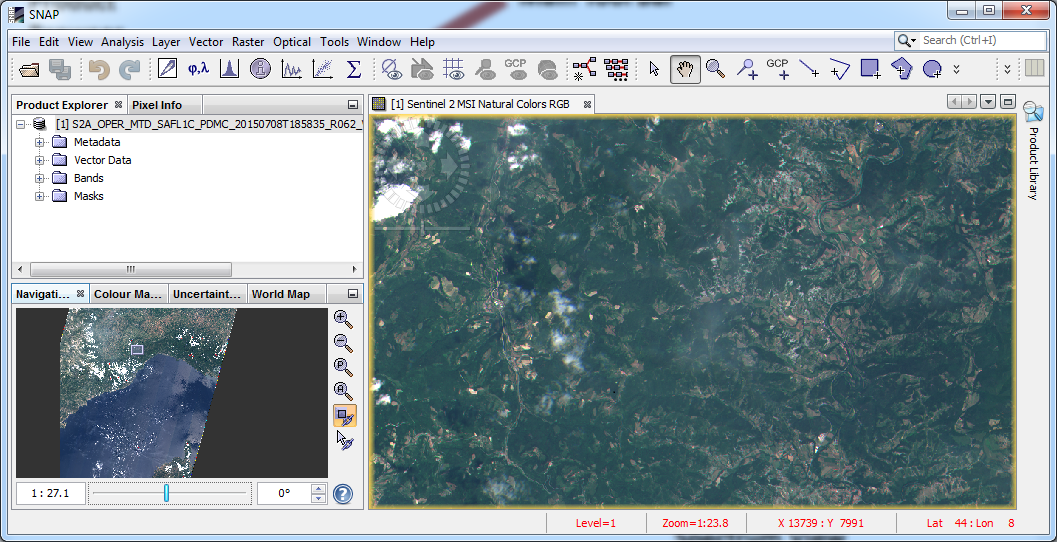 SNAP
File Edit View Analysis Layer Vector Raster Optical Tools Window Help
Search (Ctrl+I)
φ,λ
GCP
GCP
Product Explorer Pixel Info
[1] Sentinel 2 MSI Natural Colors RGB
[1] S2A_OPER_MTD_SAFL1C_PDMC_20150708T185835_R062_
Metadata
Vector Data
Bands
Masks
Product Library
Navigati... Colour Ma... Uncertaint... World Map
1 : 27.1
0°
Level=1
Zoom=1:23.8
X 13739 : Y 7991
Lat 44 : Lon 8